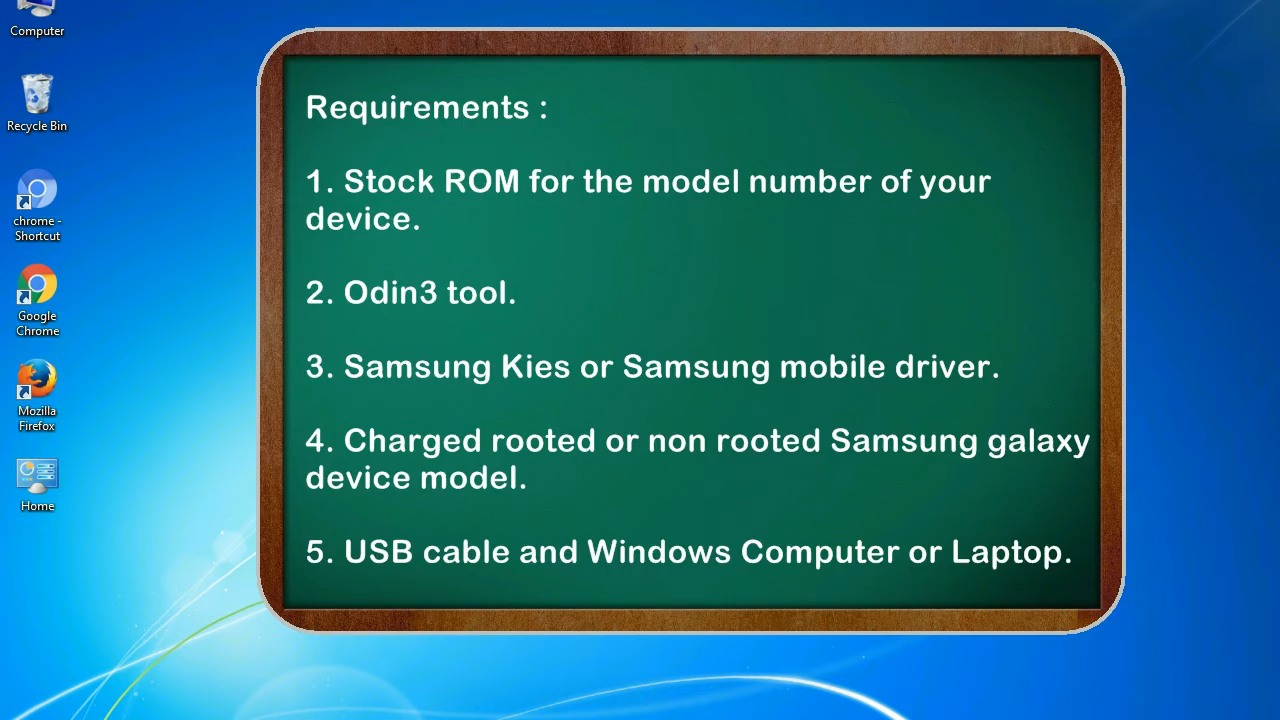 Computer
Recycle Bin
chrome -
Shortcut
Google
Chrome
Mozilla
Firefox
Home
Requirements :
1. Stock ROM for the model number of your
device.
2. Odin3 tool.
3. Samsung Kies or Samsung mobile driver.
4. Charged rooted or non rooted Samsung galaxy
device model.
5. USB cable and Windows Computer or Laptop.